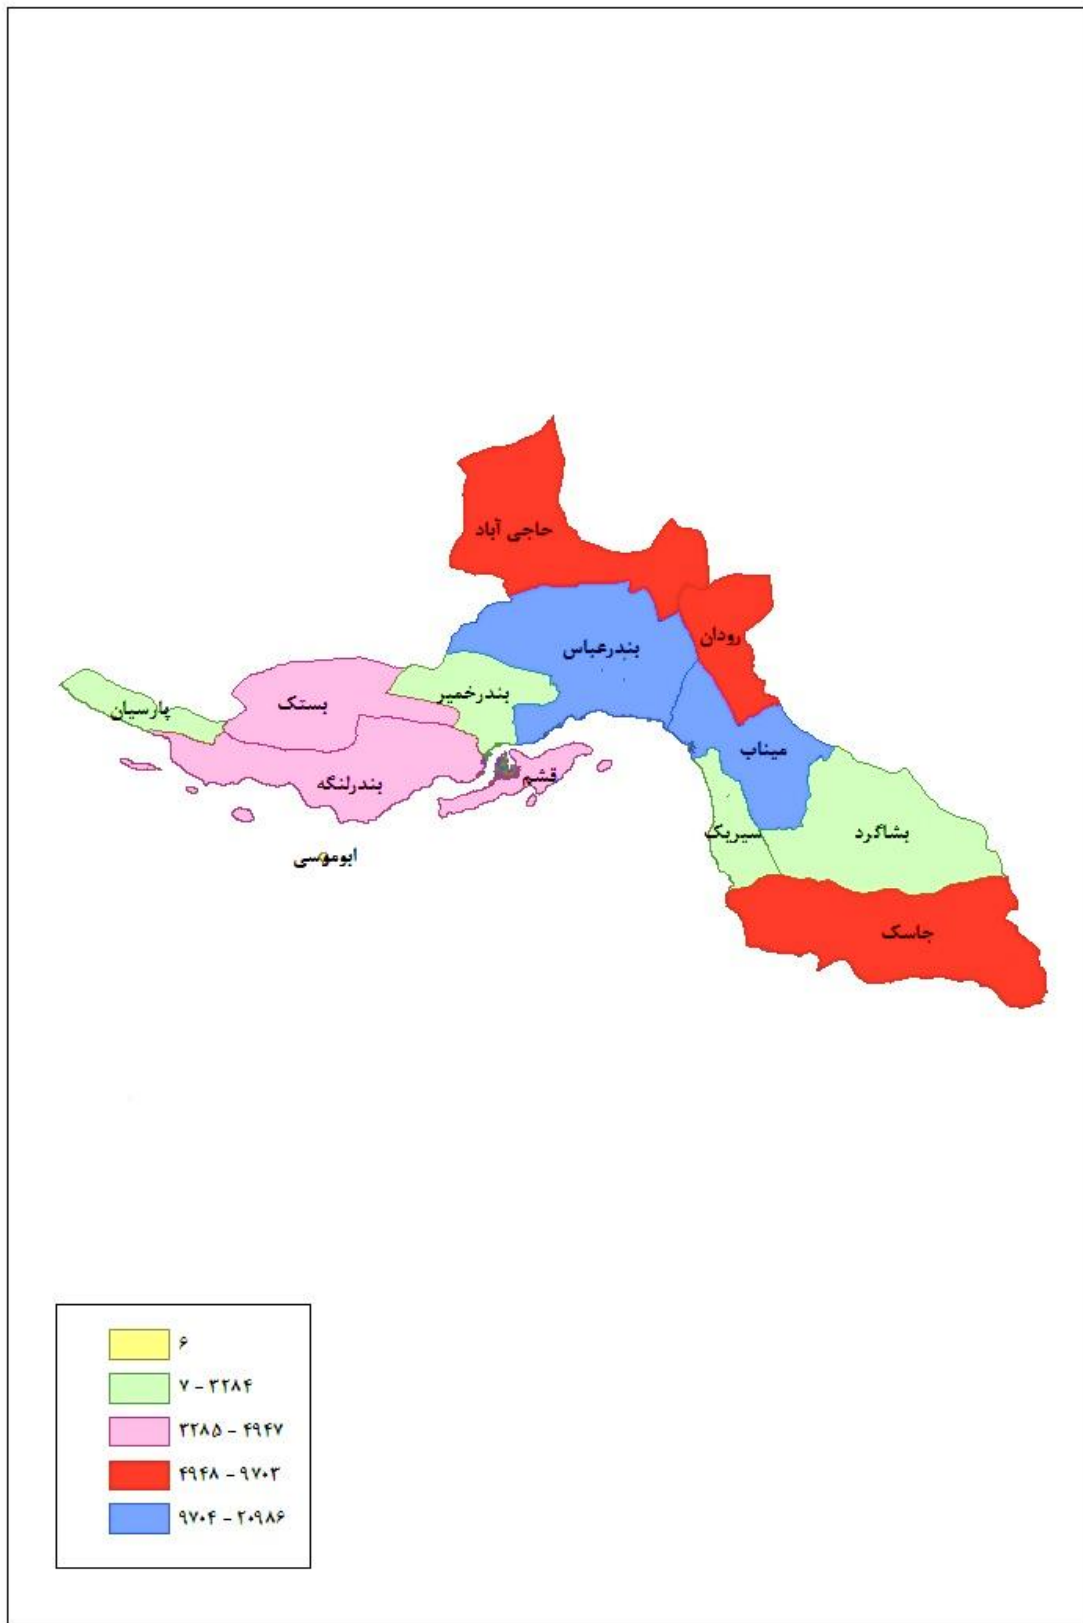 حاجی آباد
رودان
بندرعباس
بندرخمیر
بستک
پارسیان
میناب
قشم
بندرلنگه
سیریک
بشاگرد
ابوموسی
جاسک
۶
۷ - ۳۲۸۴
۳۲۸۵ - ۴۹۴۷
۴۹۴۸ - ۹۷۰۳
۹۷۰۴ - ۲۰۹۸۶